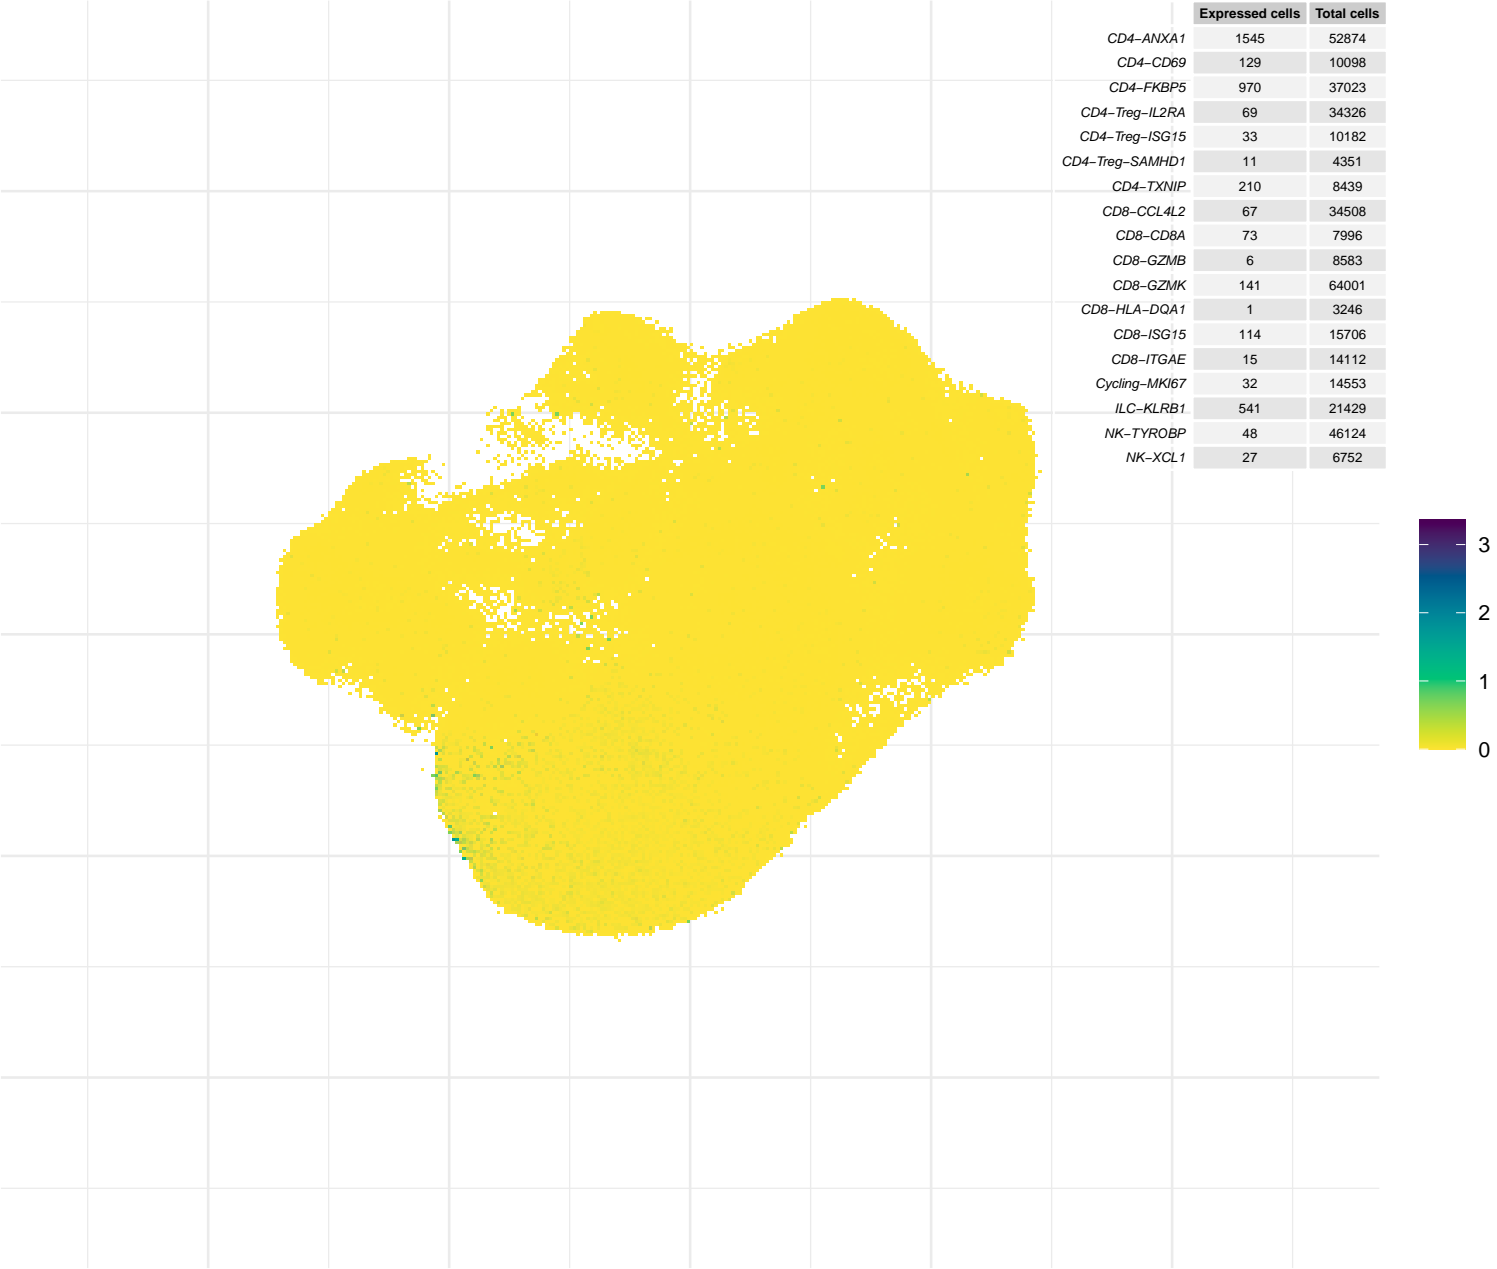 Expressed cells Total cells
CD4−ANXA1 1545 52874
CD4−CD69 129 10098
CD4−FKBP5 970 37023
CD4−Treg−IL2RA 69 34326
CD4−Treg−ISG15 33 10182
CD4−Treg−SAMHD1 11 4351
CD4−TXNIP 210 8439
CD8−CCL4L2 67 34508
CD8−CD8A 73 7996
CD8−GZMB 6 8583
CD8−GZMK 141 64001
CD8−HLA−DQA1 1 3246
CD8−ISG15 114 15706
CD8−ITGAE 15 14112
Cycling−MKI67 32 14553
ILC−KLRB1 541 21429
NK−TYROBP 48 46124
NK−XCL1 27 6752
3
2
1
0